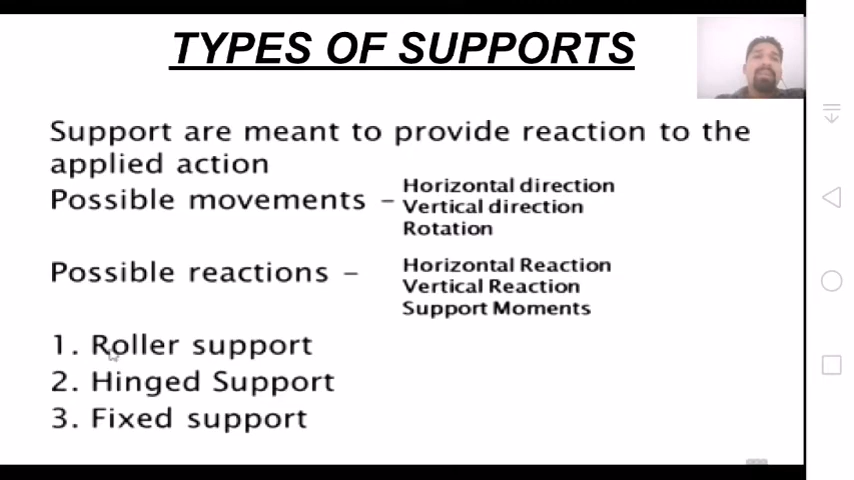 TYPES OF SUPPORTS
Support are meant to provide reaction to the
applied action
Possible movements - Horizontal direction
Vertical direction
Rotation
Possible reactions - Horizontal Reaction
Vertical Reaction
Support Moments
1. Roller support
2. Hinged Support
3. Fixed support